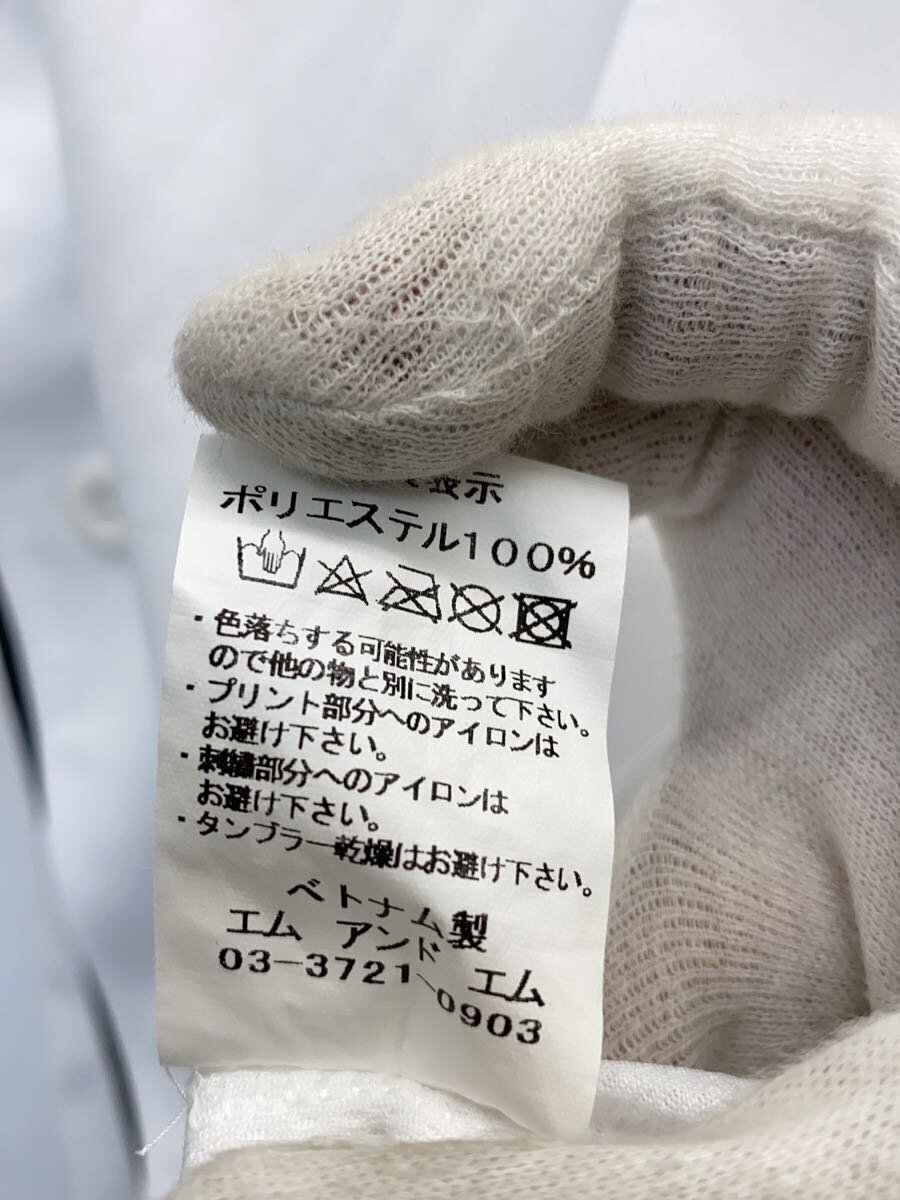 表示
ポリエステル100%
・色落ちする可能性があります
ので他の物と別に洗って下さい。
・プリント部分へのアイロンは
お避け下さい。
・刺繍部分へのアイロンは
お避け下さい。
・タンブラー乾燥はお避け下さい。
ベトナム製
エム アンド エム
03-3721-0903